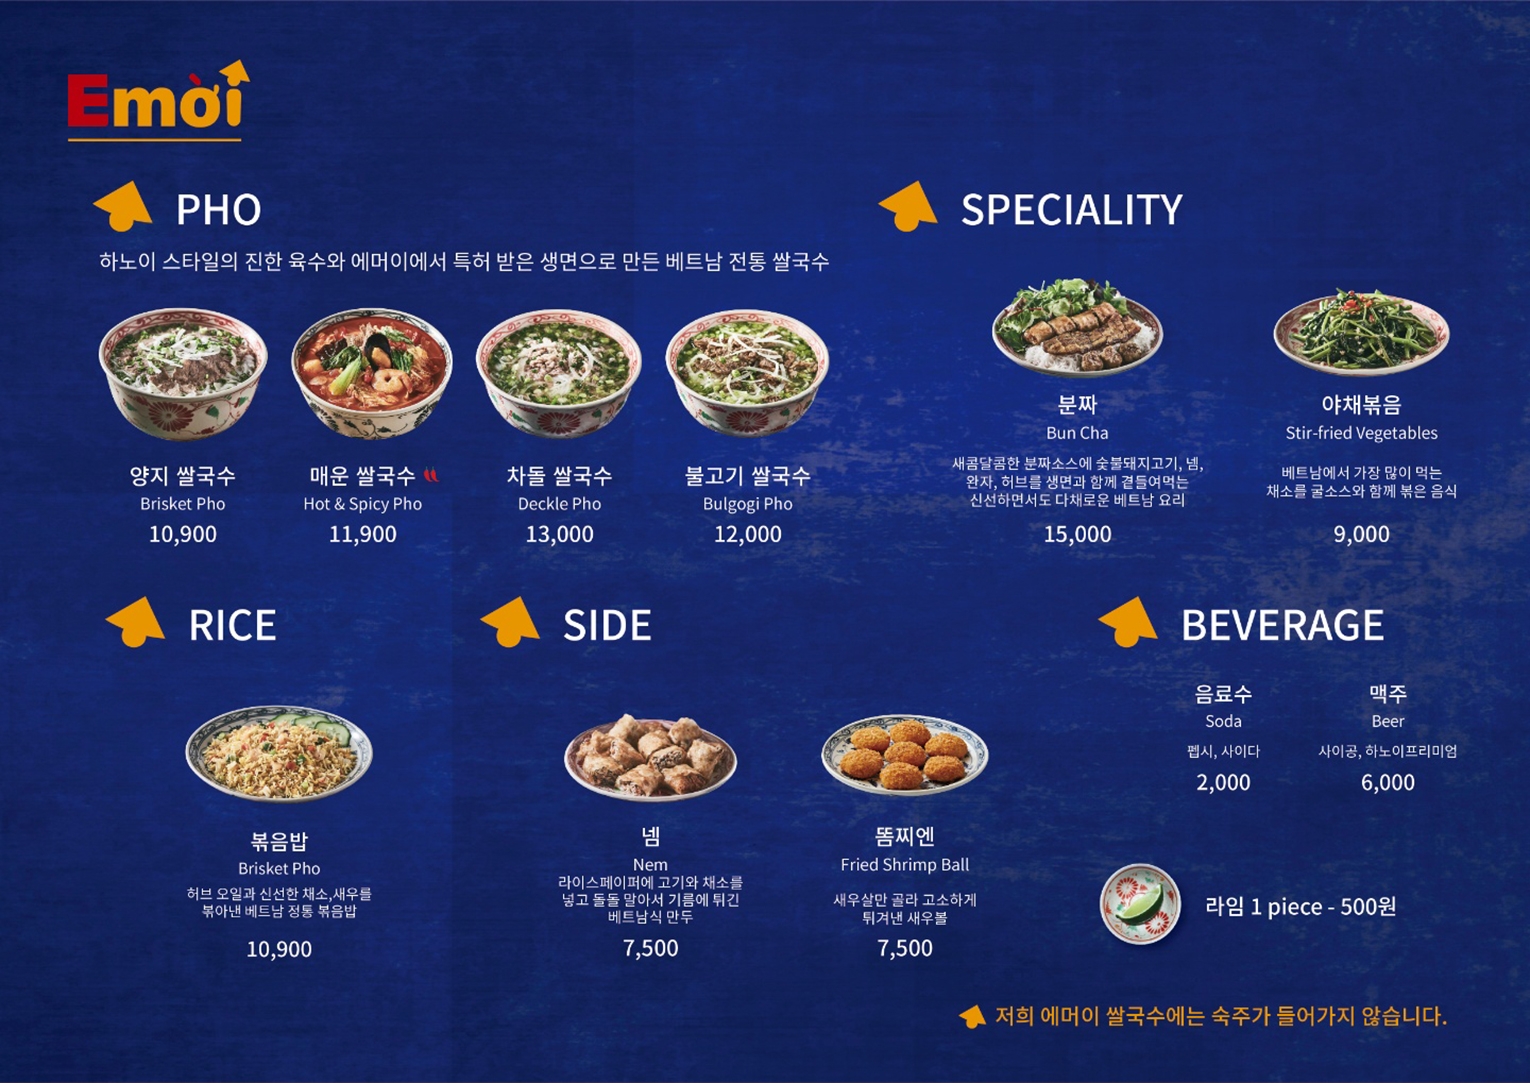 Emời
PHO
하노이 스타일의 진한 육수와 에머이에서 특허 받은 생면으로 만든 베트남 전통 쌀국수
양지 쌀국수
Brisket Pho
10,900
매운 쌀국수
Hot & Spicy Pho
11,900
차돌 쌀국수
Deckle Pho
13,000
불고기 쌀국수
Bulgogi Pho
12,000
SPECIALITY
분짜
Bun Cha
새콤달콤한 분짜소스에 숯불돼지고기, 넴,
완자, 허브를 생면과 함께 곁들여먹는
신선하면서도 다채로운 베트남 요리
15,000
야채볶음
Stir-fried Vegetables
베트남에서 가장 많이 먹는
채소를 굴소스와 함께 볶은 음식
9,000
RICE
볶음밥
Brisket Pho
허브 오일과 신선한 채소,새우를
볶아낸 베트남 정통 볶음밥
10,900
SIDE
넴
Nem
라이스페이퍼에 고기와 채소를
넣고 돌돌 말아서 기름에 튀긴
베트남식 만두
7,500
똠찌엔
Fried Shrimp Ball
새우살만 골라 고소하게
튀겨낸 새우볼
7,500
BEVERAGE
음료수
Soda
펩시, 사이다
2,000
맥주
Beer
사이공, 하노이프리미엄
6,000
라임 1 piece - 500원
저희 에머이 쌀국수에는 숙주가 들어가지 않습니다.